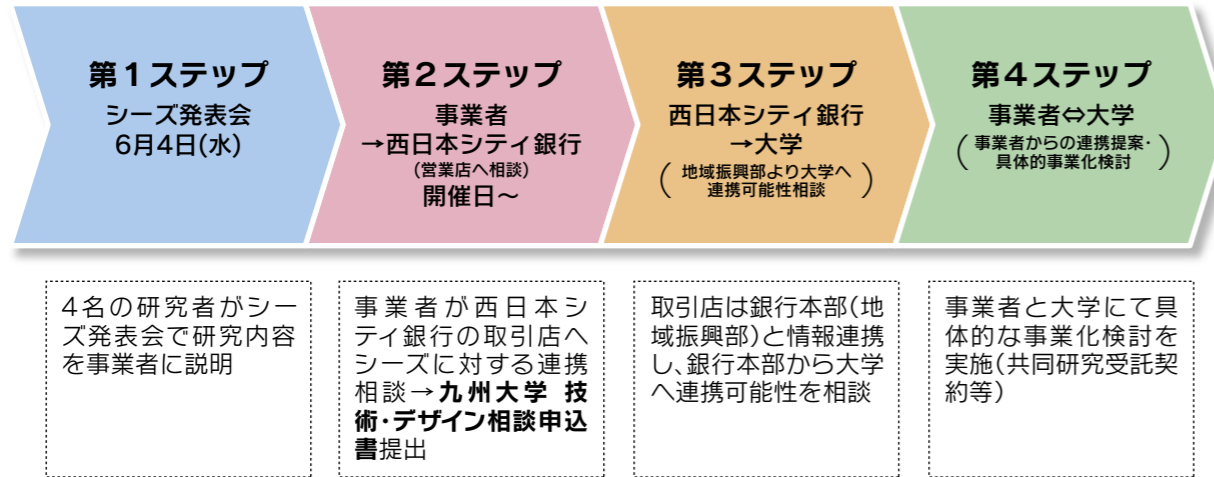 第1ステップ
シーズ発表会
6月4日(水)
第2ステップ
事業者
→西日本シティ銀行
(営業店へ相談)
開催日～
第3ステップ
西日本シティ銀行
→大学
(地域振興部より大学へ
連携可能性相談)
第4ステップ
事業者⇔大学
(事業者からの連携提案・
具体的事業化検討)
4名の研究者がシー
ズ発表会で研究内容
を事業者に説明
事業者が西日本シ
ティ銀行の取引店へ
シーズに対する連携
相談→九州大学 技
術・デザイン相談申込
書提出
取引店は銀行本部(地
域振興部)と情報連携
し、銀行本部から大学
へ連携可能性を相談
事業者と大学にて具
体的な事業化検討を
実施(共同研究受託契
約等)